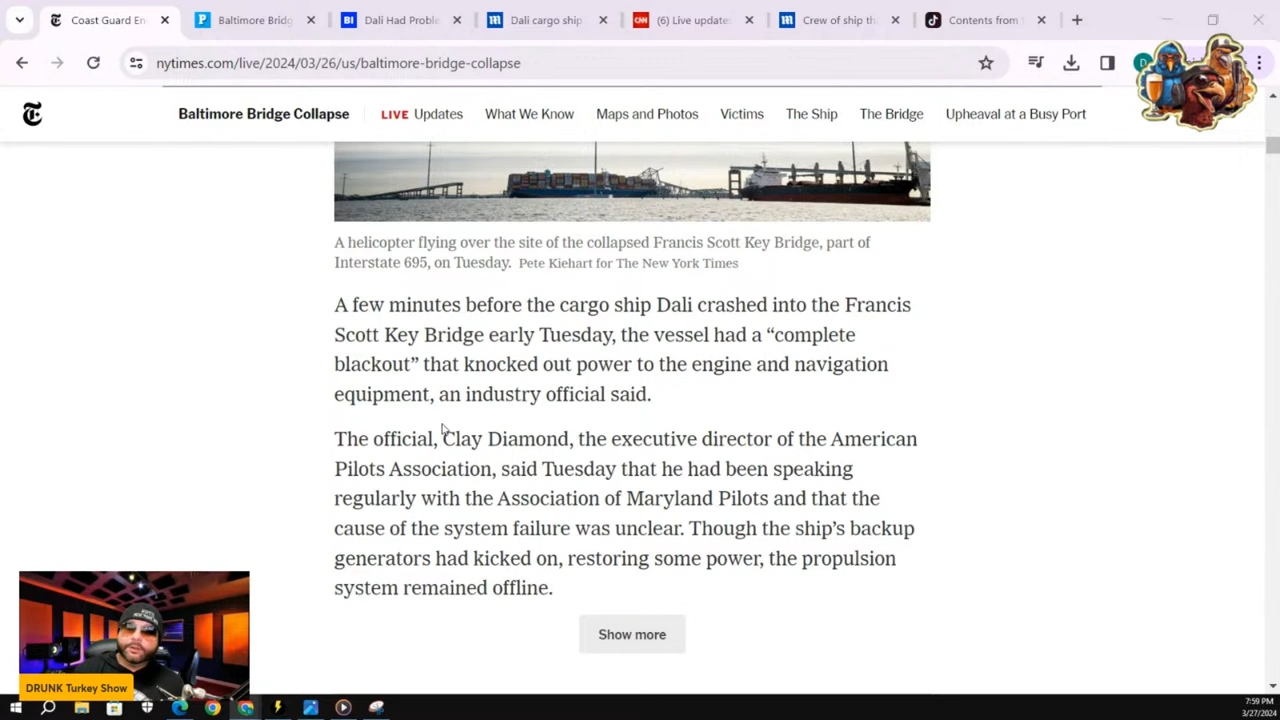 Coast Guard En
Baltimore Bridg
BI
Dali Had Proble
Dali cargo ship
CNN
(6) Live update
Crew of ship th
Contents from t
nytimes.com/live/2024/03/26/us/baltimore-bridge-collapse
Baltimore Bridge Collapse
LIVE Updates
What We Know
Maps and Photos
Victims
The Ship
The Bridge
Upheaval at a Busy Port
A helicopter flying over the site of the collapsed Francis Scott Key Bridge, part of
Interstate 695, on Tuesday. Pete Kiehart for The New York Times
A few minutes before the cargo ship Dali crashed into the Francis
Scott Key Bridge early Tuesday, the vessel had a “complete
blackout” that knocked out power to the engine and navigation
equipment, an industry official said.
The official, Clay Diamond, the executive director of the American
Pilots Association, said Tuesday that he had been speaking
regularly with the Association of Maryland Pilots and that the
cause of the system failure was unclear. Though the ship’s backup
generators had kicked on, restoring some power, the propulsion
system remained offline.
Show more
DRUNK Turkey Show
7:59 PM
3/27/2024